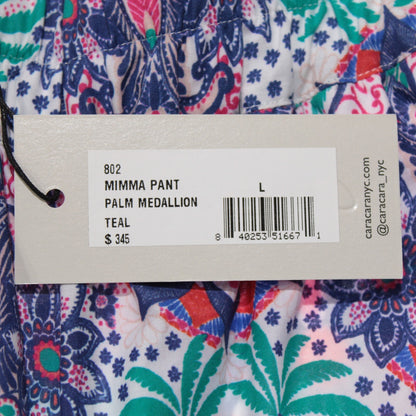 802
MIMMA PANT
PALM MEDALLION
TEAL
$ 345
L
8 40253 51667 1
caracaranyc.com
@caracara_nyc